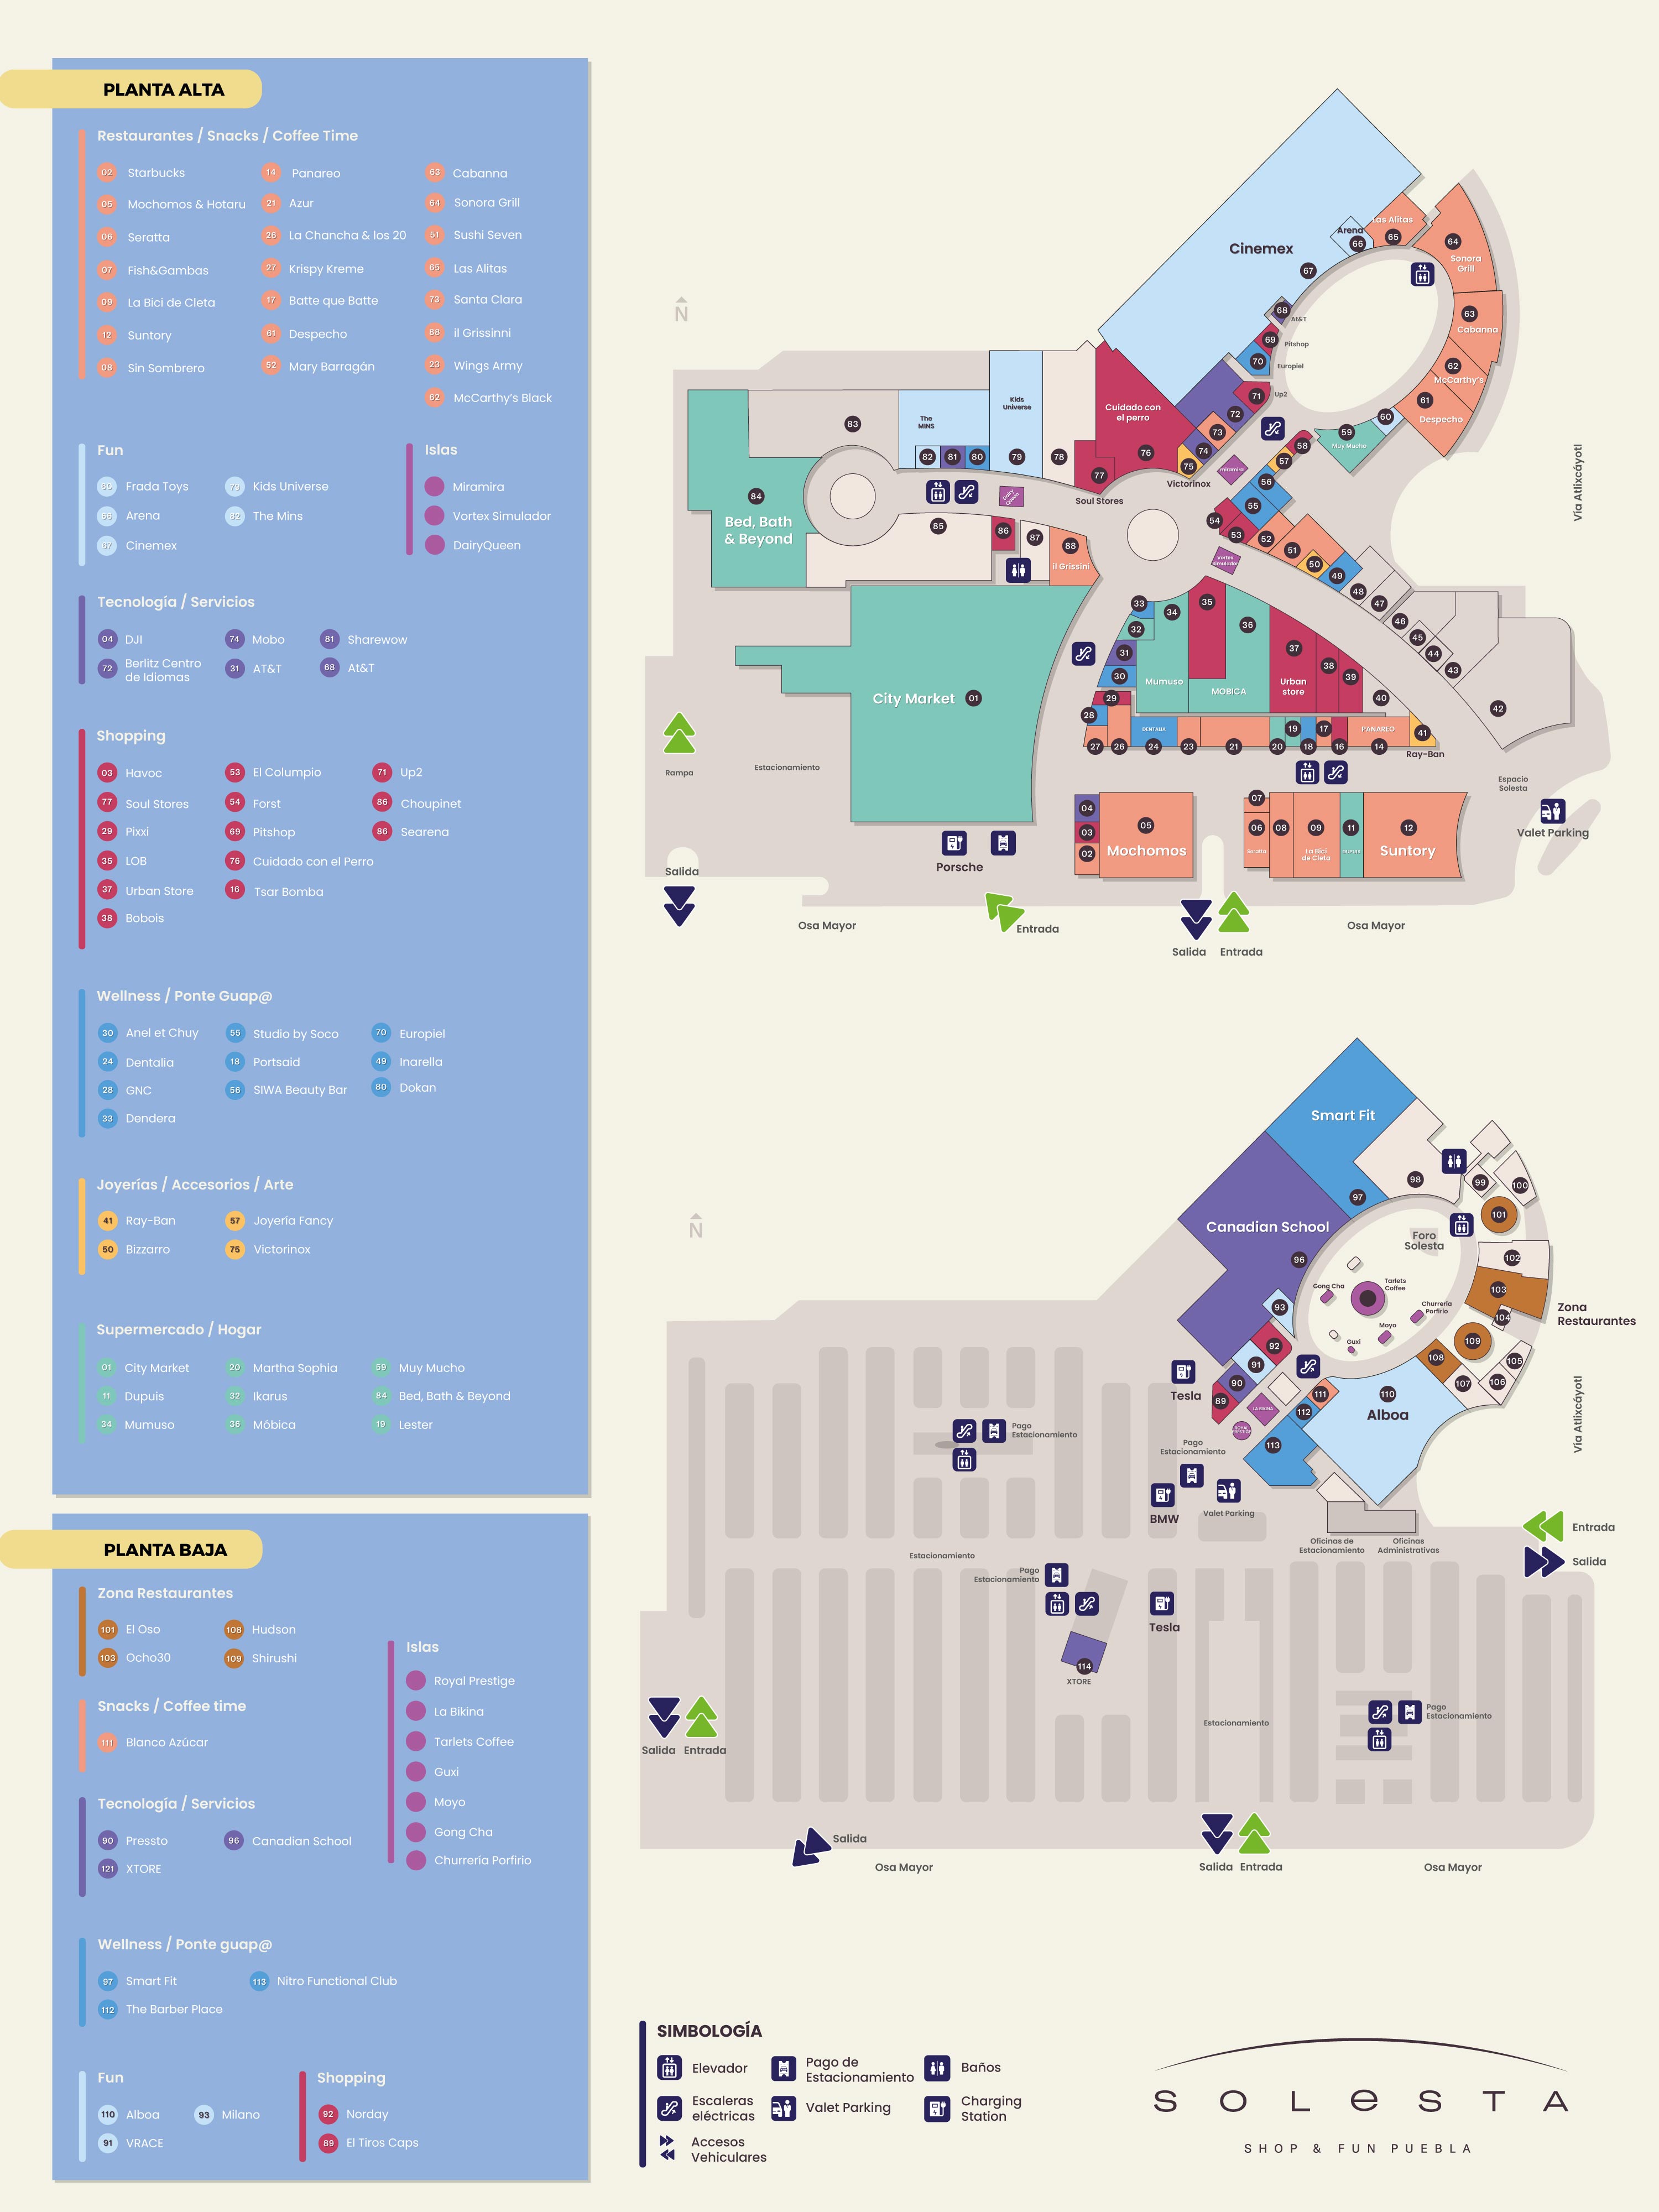 PLANTA ALTA
Restaurantes / Snacks / Coffee Time
02 Starbucks
05 Mochomos & Hotaru
06 Seratta
07 Fish&Gambas
09 La Bici de Cleta
12 Suntory
08 Sin Sombrero
14 Panareo
21 Azur
26 La Chancha & los 20
27 Krispy Kreme
17 Batte que Batte
61 Despecho
52 Mary Barragán
63 Cabanna
64 Sonora Grill
51 Sushi Seven
65 Las Alitas
73 Santa Clara
88 il Grissinni
23 Wings Army
62 McCarthy's Black
Fun
60 Frada Toys
66 Arena
67 Cinemex
79 Kids Universe
82 The Mins
Islas
Miramira
Vortex Simulador
DairyQueen
Tecnología / Servicios
04 DJI
72 Berlitz Centro
de Idiomas
74 Mobo
31 AT&T
81 Sharewow
68 At&T
Shopping
03 Havoc
77 Soul Stores
29 Pixxi
35 LOB
37 Urban Store
38 Bobois
53 El Columpio
54 Forst
69 Pitshop
76 Cuidado con el Perro
16 Tsar Bomba
71 Up2
86 Choupinet
86 Searena
Wellness / Ponte Guap@
30 Anel et Chuy
24 Dentalia
28 GNC
33 Dendera
55 Studio by Soco
18 Portsaid
56 SIWA Beauty Bar
70 Europiel
49 Inarella
80 Dokan
Joyerías / Accesorios / Arte
41 Ray-Ban
50 Bizzarro
57 Joyería Fancy
75 Victorinox
Supermercado / Hogar
01 City Market
11 Dupuis
34 Mumuso
20 Martha Sophia
32 Ikarus
36 Móbica
59 Muy Mucho
84 Bed, Bath & Beyond
19 Lester
PLANTA BAJA
Zona Restaurantes
101 El Oso
103 Ocho30
108 Hudson
109 Shirushi
Snacks / Coffee time
111 Blanco Azúcar
Tecnología / Servicios
90 Pressto
121 XTORE
96 Canadian School
Islas
Royal Prestige
La Bikina
Tarlets Coffee
Guxi
Moyo
Gong Cha
Churrería Porfirio
Wellness / Ponte guap@
97 Smart Fit
112 The Barber Place
113 Nitro Functional Club
Fun
110 Alboa
91 VRACE
93 Milano
Shopping
92 Norday
89 El Tiros Caps
N
Cinemex
67
Arena
66
Las Alitas
65
64
Sonora
Grill
63
Cabanna
62
McCarthy's
61
Despecho
60
59
Muy Mucho
68
At&T
69
Pitshop
70
Europiel
71
Up2
72
73
74
75
Victorinox
miramira
58
57
56
55
54
53
52
51
50
49
48
47
46
45
44
43
42
Vortex
Simulador
Cuidado con
el perro
76
77
Soul Stores
78
Kids
Universe
79
The
MINS
82
81
80
83
84
Bed, Bath
& Beyond
Dairy
Queen
85
86
87
88
il Grissini
City Market
01
33
34
32
31
30
29
28
Mumuso
35
36
MOBICA
37
Urban
store
38
39
40
41
Ray-Ban
27
26
DENTALIA
24
23
21
20
19
18
17
16
PANAREO
14
04
03
02
05
Mochomos
07
06
Seratta
08
09
La Bici
de Cleta
11
DUPUIS
12
Suntory
Rampa
Estacionamiento
Salida
Porsche
Entrada
Osa Mayor
Salida
Entrada
Osa Mayor
Espacio
Solesta
Valet Parking
Vía Atlixcáyotl
N
Smart Fit
97
98
99
100
101
102
103
104
105
106
107
108
109
Zona
Restaurantes
Canadian School
96
Foro
Solesta
Gong Cha
Tarlets
Coffee
Churrería
Porfirio
Moyo
Guxi
93
92
91
90
89
LA BIKINA
ROYAL
PRESTIGE
111
112
113
110
Alboa
Tesla
Pago
Estacionamiento
Pago
Estacionamiento
BMW
Valet Parking
Oficinas de
Estacionamiento
Oficinas
Administrativas
Vía Atlixcáyotl
Entrada
Salida
Estacionamiento
Pago
Estacionamiento
Tesla
114
XTORE
Estacionamiento
Pago
Estacionamiento
Salida
Entrada
Salida
Osa Mayor
Salida
Entrada
Osa Mayor
SIMBOLOGÍA
Elevador
Pago de
Estacionamiento
Baños
Escaleras
eléctricas
Valet Parking
Charging
Station
Accesos
Vehiculares
SOLeSTA
SHOP & FUN PUEBLA